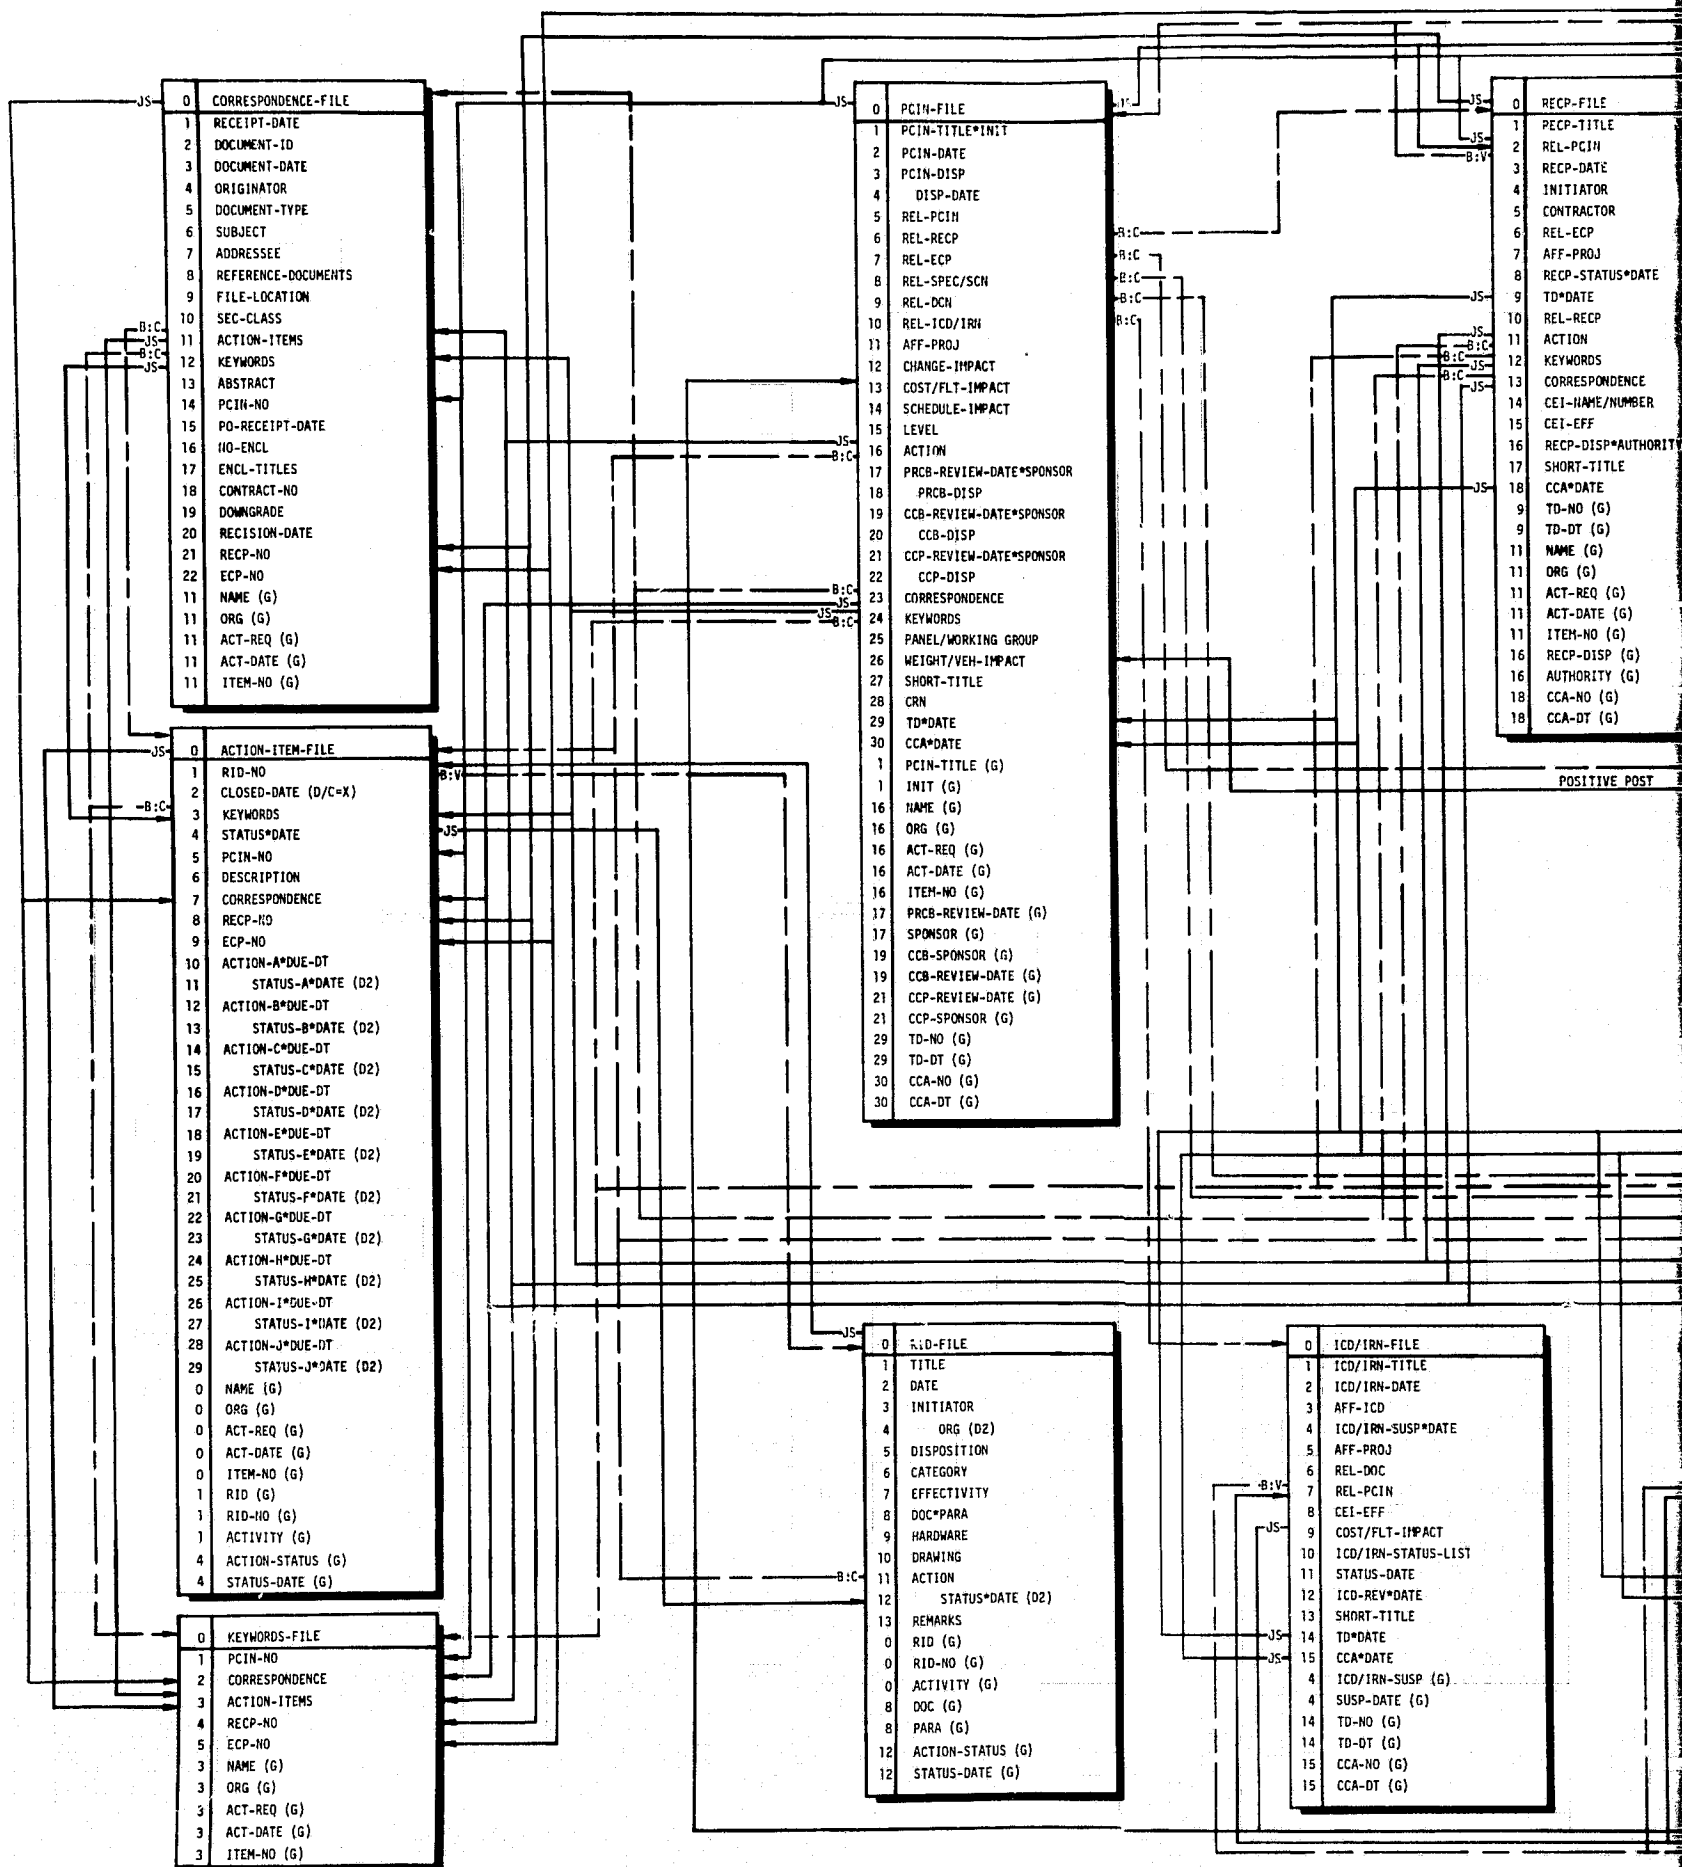 0 CORRESPONDENCE-FILE
1 RECEIPT-DATE
2 DOCUMENT-ID
3 DOCUMENT-DATE
4 ORIGINATOR
5 DOCUMENT-TYPE
6 SUBJECT
7 ADDRESSEE
8 REFERENCE-DOCUMENTS
9 FILE-LOCATION
10 SEC-CLASS
11 ACTION-ITEMS
12 KEYWORDS
13 ABSTRACT
14 PCIN-NO
15 PO-RECEIPT-DATE
16 NO-ENCL
17 ENCL-TITLES
18 CONTRACT-NO
19 DOWNGRADE
20 RECISION-DATE
21 RECP-NO
22 ECP-NO
11 NAME (G)
11 ORG (G)
11 ACT-REQ (G)
11 ACT-DATE (G)
11 ITEM-NO (G)
JS
B:C
JS
B:C
JS
0 ACTION-ITEM-FILE
1 RID-NO
2 CLOSED-DATE (D/C=X)
3 KEYWORDS
4 STATUS*DATE
5 PCIN-NO
6 DESCRIPTION
7 CORRESPONDENCE
8 RECP-NO
9 ECP-NO
10 ACTION-A*DUE-DT
11 STATUS-A*DATE (D2)
12 ACTION-B*DUE-DT
13 STATUS-B*DATE (D2)
14 ACTION-C*DUE-DT
15 STATUS-C*DATE (D2)
16 ACTION-D*DUE-DT
17 STATUS-D*DATE (D2)
18 ACTION-E*DUE-DT
19 STATUS-E*DATE (D2)
20 ACTION-F*DUE-DT
21 STATUS-F*DATE (D2)
22 ACTION-G*DUE-DT
23 STATUS-G*DATE (D2)
24 ACTION-H*DUE-DT
25 STATUS-H*DATE (D2)
26 ACTION-I*DUE-DT
27 STATUS-I*DATE (D2)
28 ACTION-J*DUE-DT
29 STATUS-J*DATE (D2)
0 NAME (G)
0 ORG (G)
0 ACT-REQ (G)
0 ACT-DATE (G)
0 ITEM-NO (G)
1 RID (G)
1 RID-NO (G)
1 ACTIVITY (G)
4 ACTION-STATUS (G)
4 STATUS-DATE (G)
JS
B:C
B:V
JS
0 KEYWORDS-FILE
1 PCIN-NO
2 CORRESPONDENCE
3 ACTION-ITEMS
4 RECP-NO
5 ECP-NO
3 NAME (G)
3 ORG (G)
3 ACT-REQ (G)
3 ACT-DATE (G)
3 ITEM-NO (G)
0 PCIN-FILE
1 PCIN-TITLE*INIT
2 PCIN-DATE
3 PCIN-DISP
4 DISP-DATE
5 REL-PCIN
6 REL-RECP
7 REL-ECP
8 REL-SPEC/SCN
9 REL-DCN
10 REL-ICD/IRN
11 AFF-PROJ
12 CHANGE-IMPACT
13 COST/FLT-IMPACT
14 SCHEDULE-IMPACT
15 LEVEL
16 ACTION
17 PRCB-REVIEW-DATE*SPONSOR
18 PRCB-DISP
19 CCB-REVIEW-DATE*SPONSOR
20 CCB-DISP
21 CCP-REVIEW-DATE*SPONSOR
22 CCP-DISP
23 CORRESPONDENCE
24 KEYWORDS
25 PANEL/WORKING GROUP
26 WEIGHT/VEH-IMPACT
27 SHORT-TITLE
28 CRN
29 TD*DATE
30 CCA*DATE
1 PCIN-TITLE (G)
1 INIT (G)
16 NAME (G)
16 ORG (G)
16 ACT-REQ (G)
16 ACT-DATE (G)
16 ITEM-NO (G)
17 PRCB-REVIEW-DATE (G)
17 SPONSOR (G)
19 CCB-SPONSOR (G)
19 CCB-REVIEW-DATE (G)
21 CCP-REVIEW-DATE (G)
21 CCP-SPONSOR (G)
29 TD-NO (G)
29 TD-DT (G)
30 CCA-NO (G)
30 CCA-DT (G)
JS
JS
B:C
B:C
JS
JS
B:C
JS
B:C
B:C
B:C
B:C
B:C
0 RID-FILE
1 TITLE
2 DATE
3 INITIATOR
4 ORG (D2)
5 DISPOSITION
6 CATEGORY
7 EFFECTIVITY
8 DOC*PARA
9 HARDWARE
10 DRAWING
11 ACTION
12 STATUS*DATE (D2)
13 REMARKS
0 RID (G)
0 RID-NO (G)
0 ACTIVITY (G)
8 DOC (G)
8 PARA (G)
12 ACTION-STATUS (G)
12 STATUS-DATE (G)
JS
B:C
0 RECP-FILE
1 PECP-TITLE
2 REL-PCIN
3 RECP-DATE
4 INITIATOR
5 CONTRACTOR
6 REL-ECP
7 AFF-PROJ
8 RECP-STATUS*DATE
9 TD*DATE
10 REL-RECP
11 ACTION
12 KEYWORDS
13 CORRESPONDENCE
14 CEI-NAME/NUMBER
15 CEI-EFF
16 RECP-DISP*AUTHORITY
17 SHORT-TITLE
18 CCA*DATE
9 TD-NO (G)
9 TD-DT (G)
11 NAME (G)
11 ORG (G)
11 ACT-REQ (G)
11 ACT-DATE (G)
11 ITEM-NO (G)
16 RECP-DISP (G)
16 AUTHORITY (G)
18 CCA-NO (G)
18 CCA-DT (G)
JS
JS
B:V
JS
JS
B:C
B:C
JS
B:C
JS
JS
POSITIVE POST
0 ICD/IRN-FILE
1 ICD/IRN-TITLE
2 ICD/IRN-DATE
3 AFF-ICD
4 ICD/IRN-SUSP*DATE
5 AFF-PROJ
6 REL-DOC
7 REL-PCIN
8 CEI-EFF
9 COST/FLT-IMPACT
10 ICD/IRN-STATUS-LIST
11 STATUS-DATE
12 ICD-REV*DATE
13 SHORT-TITLE
14 TD*DATE
15 CCA*DATE
4 ICD/IRN-SUSP (G)
4 SUSP-DATE (G)
14 TD-NO (G)
14 TD-DT (G)
15 CCA-NO (G)
15 CCA-DT (G)
B:V
JS
JS
JS